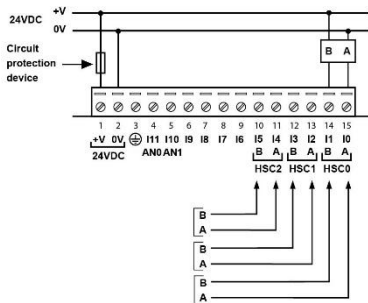 +V
24VDC
0V
Circuit
protection
device
B A
1 2 3 4 5 6 7 8 9 10 11 12 13 14 15
+V 0V I11 I10 I9 I8 I7 I6 I5 I4 I3 I2 I1 I0
AN0 AN1 B A B A B A
24VDC HSC2 HSC1 HSC0
B
A
B
A
B
A